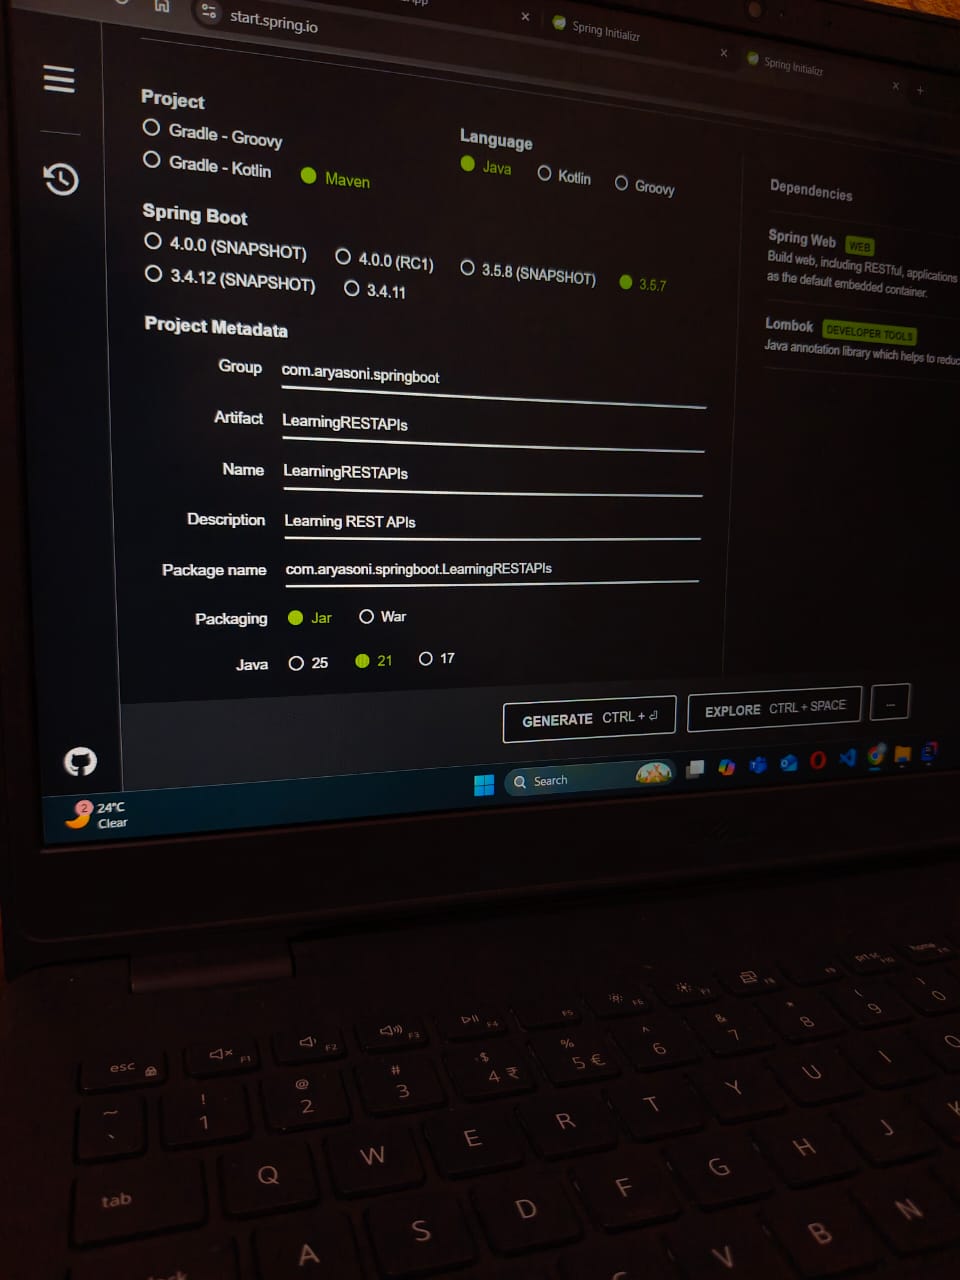 start.spring.io
Spring Initializr
Spring Initializr
Project
Gradle - Groovy
Gradle - Kotlin
Maven
Language
Java
Kotlin
Groovy
Spring Boot
4.0.0 (SNAPSHOT)
4.0.0 (RC1)
3.5.8 (SNAPSHOT)
3.5.7
3.4.12 (SNAPSHOT)
3.4.11
Project Metadata
Group com.aryasoni.springboot
Artifact LearningRESTAPIs
Name LearningRESTAPIs
Description Learning REST APIs
Package name com.aryasoni.springboot.LearningRESTAPIs
Packaging Jar War
Java 25 21 17
Dependencies
Spring Web WEB
Build web, including RESTful, applications
as the default embedded container.
Lombok DEVELOPER TOOLS
Java annotation library which helps to reduc
GENERATE CTRL + ⏎
EXPLORE CTRL + SPACE
...
2
24°C
Clear
Search
esc F1 F2 F3 F4 F5 F6 F7 F8 F9 prt sc F10 home
~ ` ! 1 @ 2 # 3 $ 4 ₹ % 5 € ^ 6 & 7 * 8 ( 9 ) 0
tab Q W E R T Y U I O
A S D F G H J K
V B N